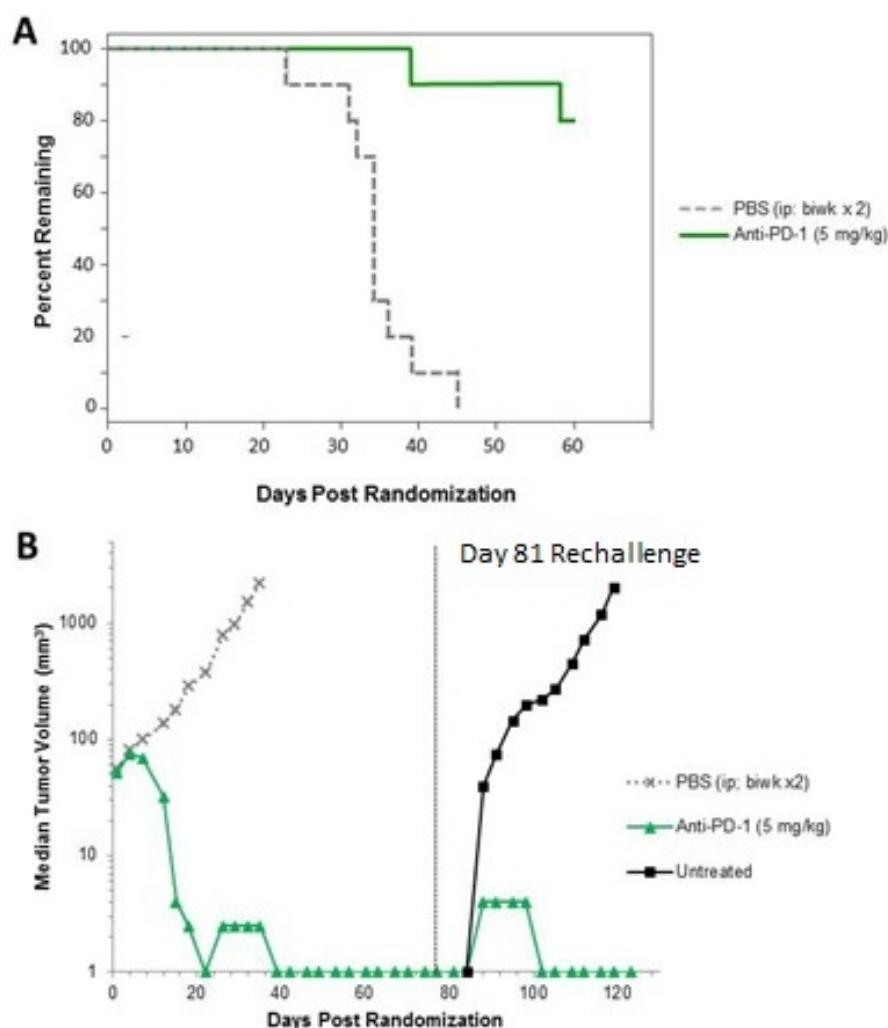 A
100
80
60
40
20
0
Percent Remaining
0 10 20 30 40 50 60
Days Post Randomization
PBS (ip: biwk x 2)
Anti-PD-1 (5 mg/kg)
B
Day 81 Rechallenge
1000
100
10
1
Median Tumor Volume (mm³)
0 20 40 60 80 100 120
Days Post Randomization
PBS (ip; biwk x2)
Anti-PD-1 (5 mg/kg)
Untreated